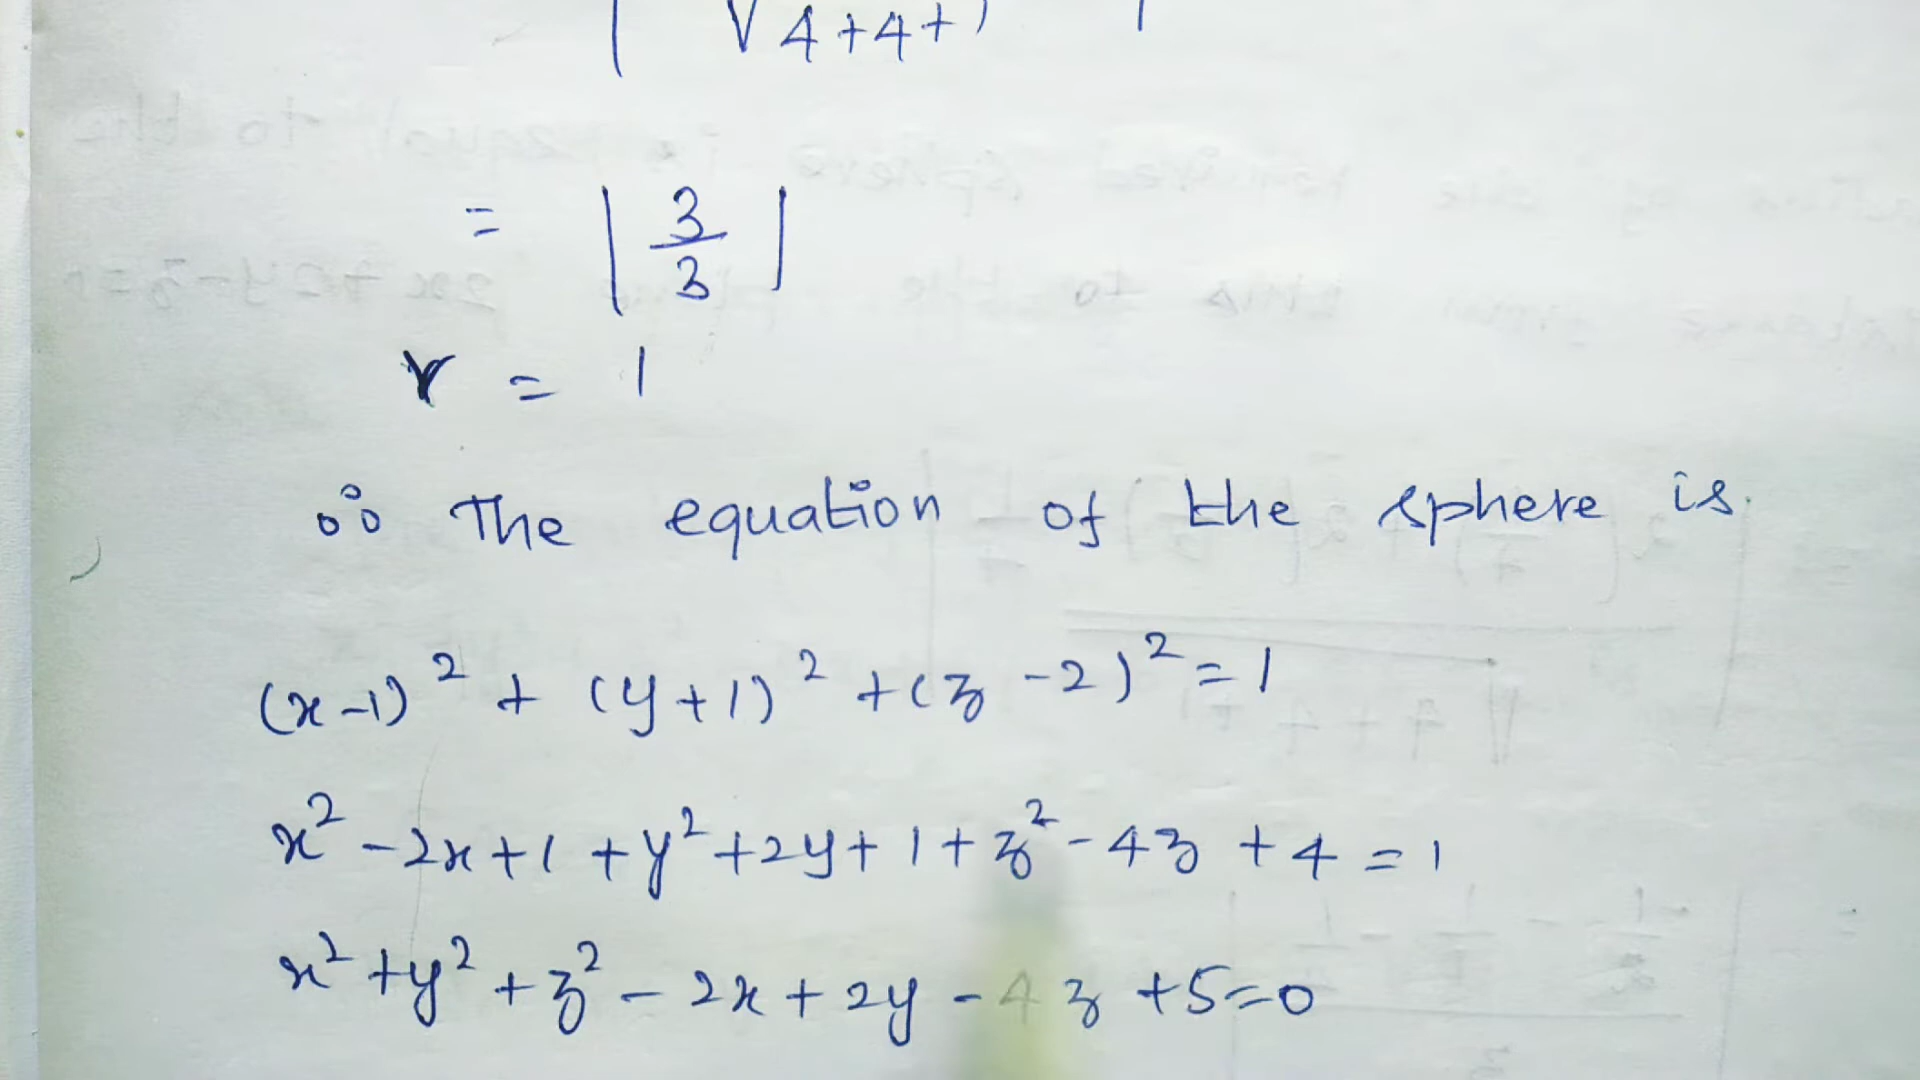 √4+4+1
= |3/3|
r = 1
∴ The equation of the sphere is.
(x-1)² + (y+1)² + (z-2)² = 1
x² - 2x + 1 + y² + 2y + 1 + z² - 4z + 4 = 1
x² + y² + z² - 2x + 2y - 4z + 5 = 0